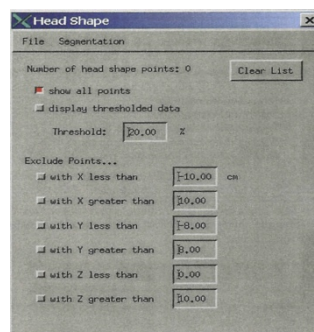 Head Shape
File Segmentation
Number of head shape points: 0 Clear List
show all points
display thresholded data
Threshold: 20.00 %
Exclude Points...
with X less than -10.00 cm
with X greater than 10.00
with Y less than -8.00
with Y greater than 8.00
with Z less than 0.00
with Z greater than 10.00